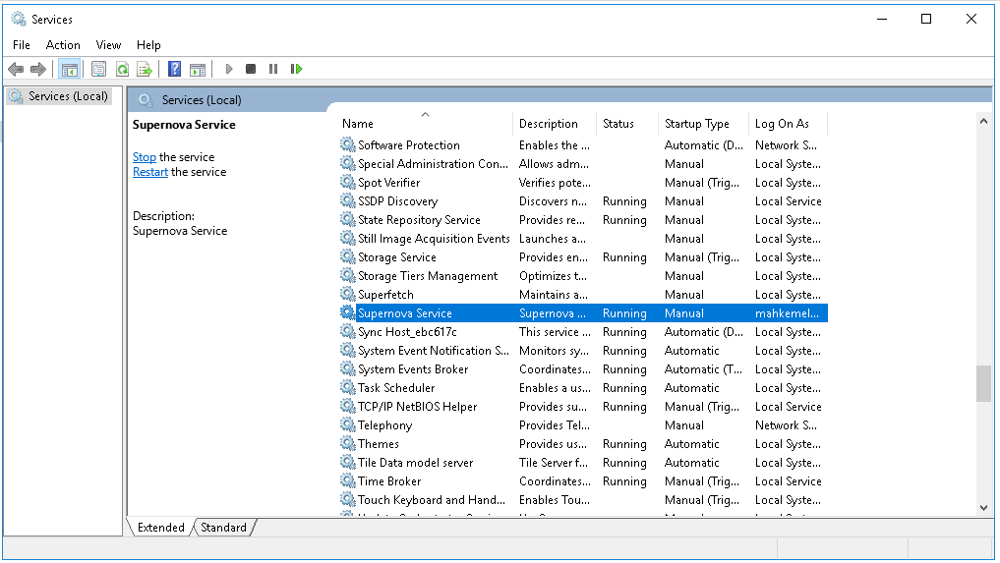 Services
File Action View Help
Services (Local)
Services (Local)
Supernova Service
Stop the service
Restart the service
Description:
Supernova Service
Name Description Status Startup Type Log On As
Software Protection Enables the ... Automatic (D... Network S...
Special Administration Con... Allows adm... Manual Local Syste...
Spot Verifier Verifies pote... Manual (Trig... Local Syste...
SSDP Discovery Discovers n... Running Manual Local Service
State Repository Service Provides re... Running Manual Local Syste...
Still Image Acquisition Events Launches a... Manual Local Syste...
Storage Service Provides en... Running Manual (Trig... Local Syste...
Storage Tiers Management Optimizes t... Manual Local Syste...
Superfetch Maintains a... Manual Local Syste...
Supernova Service Supernova ... Running Manual mahkemel...
Sync Host_ebc617c This service ... Running Automatic (D... Local Syste...
System Event Notification S... Monitors sy... Running Automatic Local Syste...
System Events Broker Coordinates... Running Automatic (T... Local Syste...
Task Scheduler Enables a us... Running Automatic Local Syste...
TCP/IP NetBIOS Helper Provides su... Running Manual (Trig... Local Service
Telephony Provides Tel... Manual Network S...
Themes Provides us... Running Automatic Local Syste...
Tile Data model server Tile Server f... Running Automatic Local Syste...
Time Broker Coordinates... Running Manual (Trig... Local Service
Touch Keyboard and Hand... Enables Tou... Manual (Trig... Local Syste...
Extended Standard